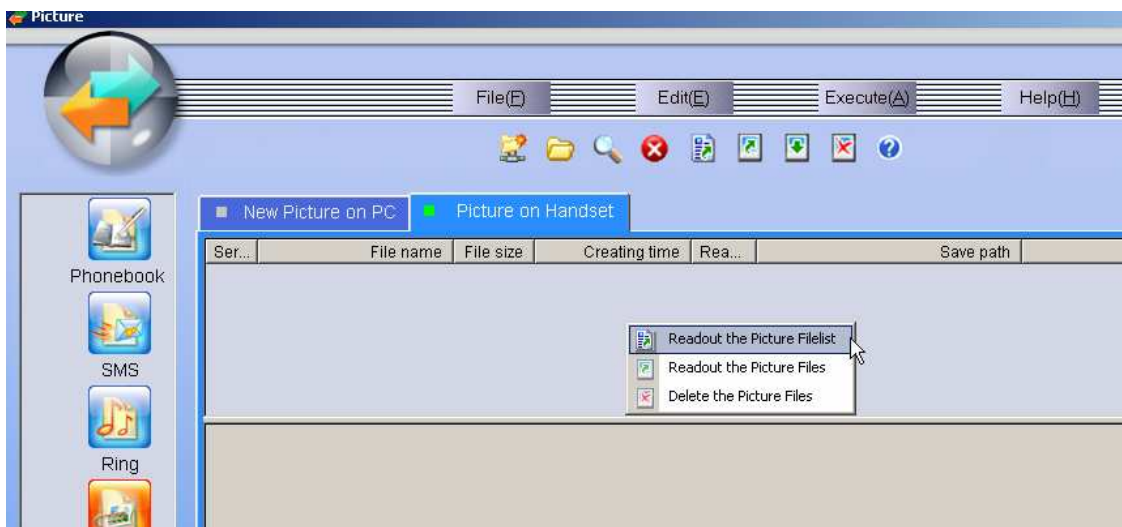 Picture
File(F) Edit(E) Execute(A) Help(H)
New Picture on PC Picture on Handset
Ser... File name File size Creating time Rea... Save path
Phonebook
Readout the Picture Filelist
Readout the Picture Files
SMS
Delete the Picture Files
Ring